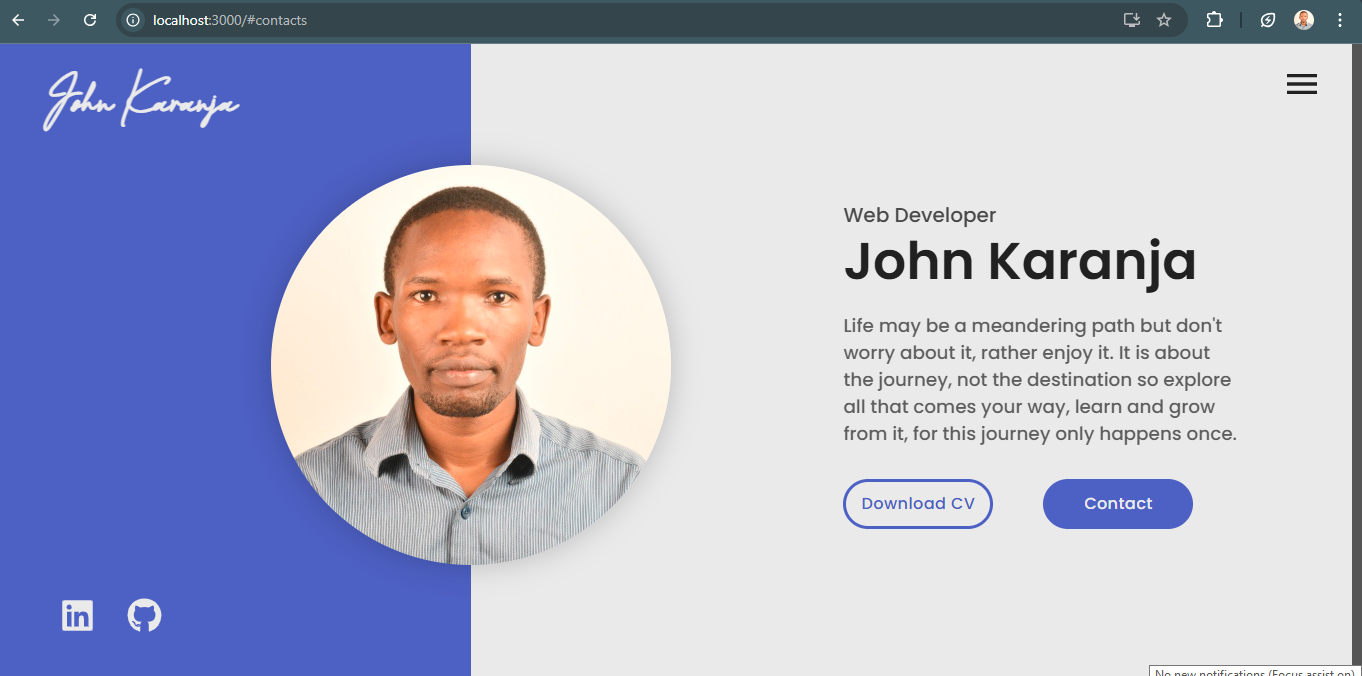 localhost:3000/#contacts
John Karanja
Web Developer
John Karanja
Life may be a meandering path but don't
worry about it, rather enjoy it. It is about
the journey, not the destination so explore
all that comes your way, learn and grow
from it, for this journey only happens once.
Download CV
Contact
in
No new notifications (Focus assist on)